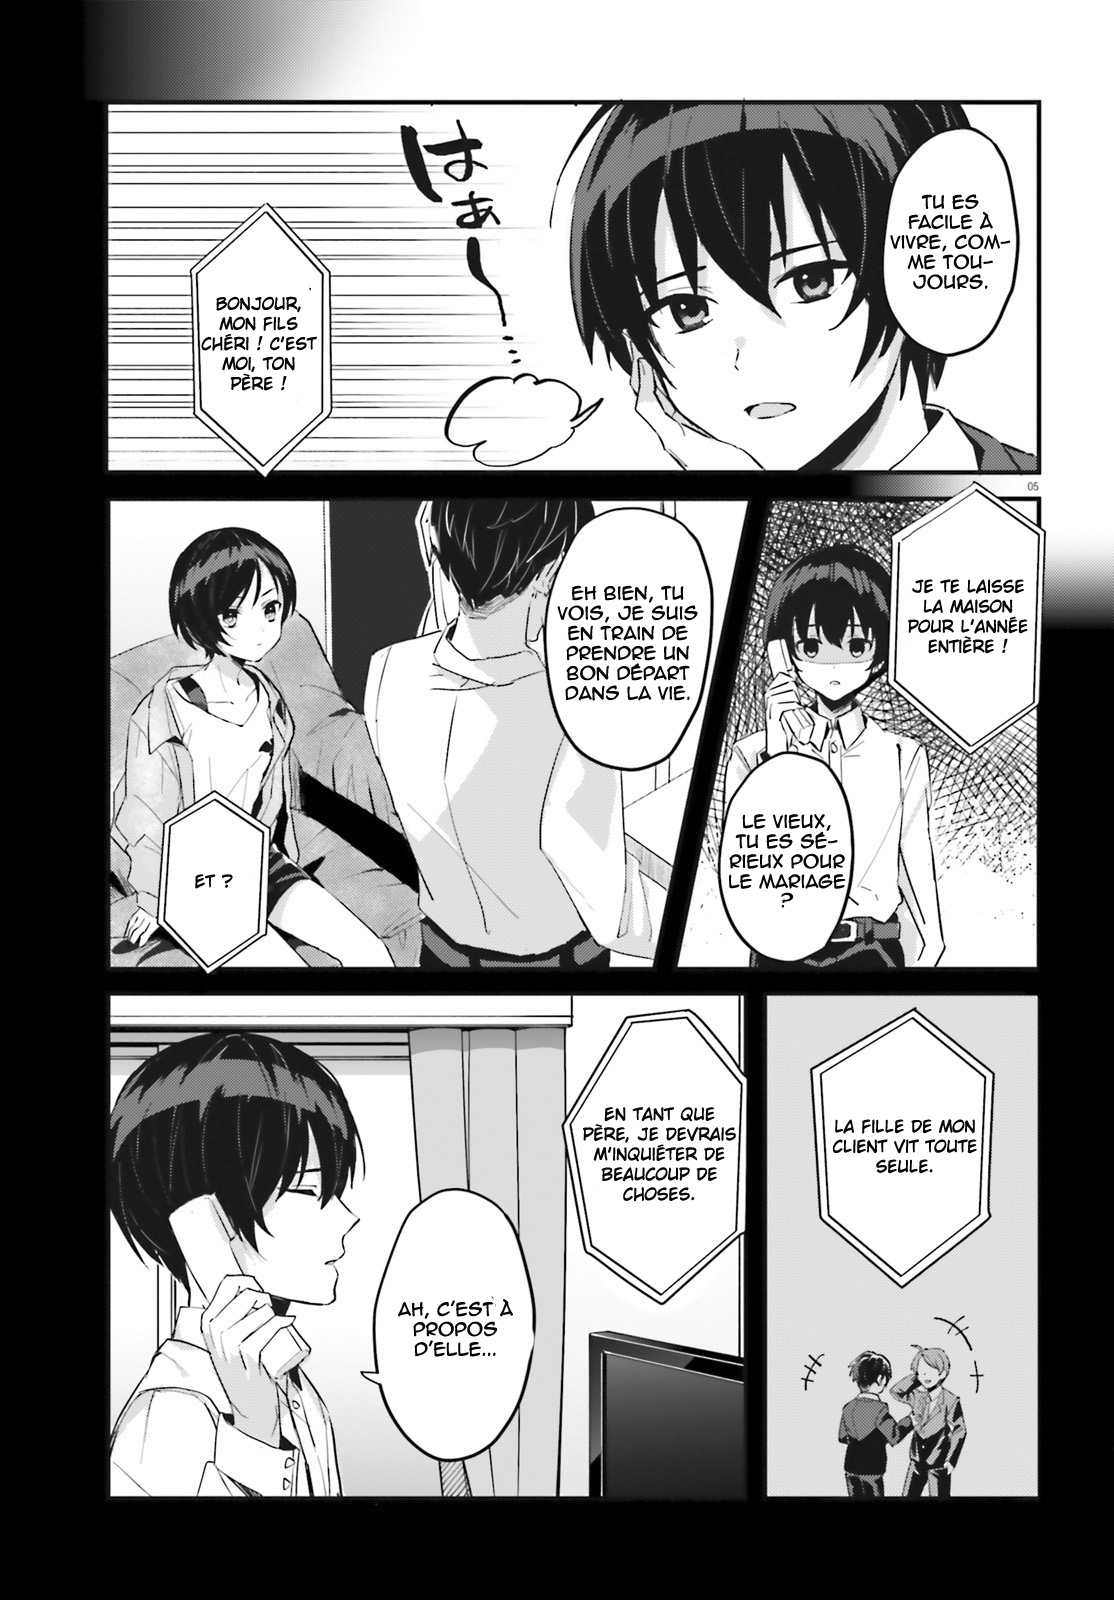 TU ES
FACILE À
VIVRE, COM-
ME TOU-
JOURS.
はぁ〜…
BONJOUR,
MON FILS
CHÉRI ! C'EST
MOI, TON
PÈRE !
05
JE TE LAISSE
LA MAISON
POUR L'ANNÉE
ENTIÈRE !
LE VIEUX,
TU ES SÉ-
RIEUX POUR
LE MARIAGE
?
EH BIEN, TU
VOIS, JE SUIS
EN TRAIN DE
PRENDRE UN
BON DÉPART
DANS LA VIE.
ET ?
LA FILLE DE MON
CLIENT VIT TOUTE
SEULE.
EN TANT QUE
PÈRE, JE DEVRAIS
M'INQUIÉTER DE
BEAUCOUP DE
CHOSES.
AH, C'EST À
PROPOS
D'ELLE...